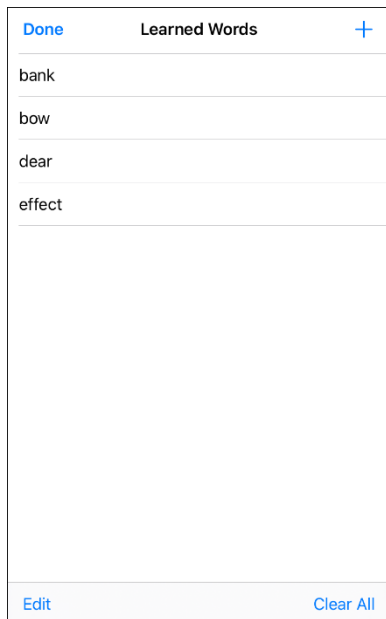 Done Learned Words +
bank
bow
dear
effect
Edit Clear All